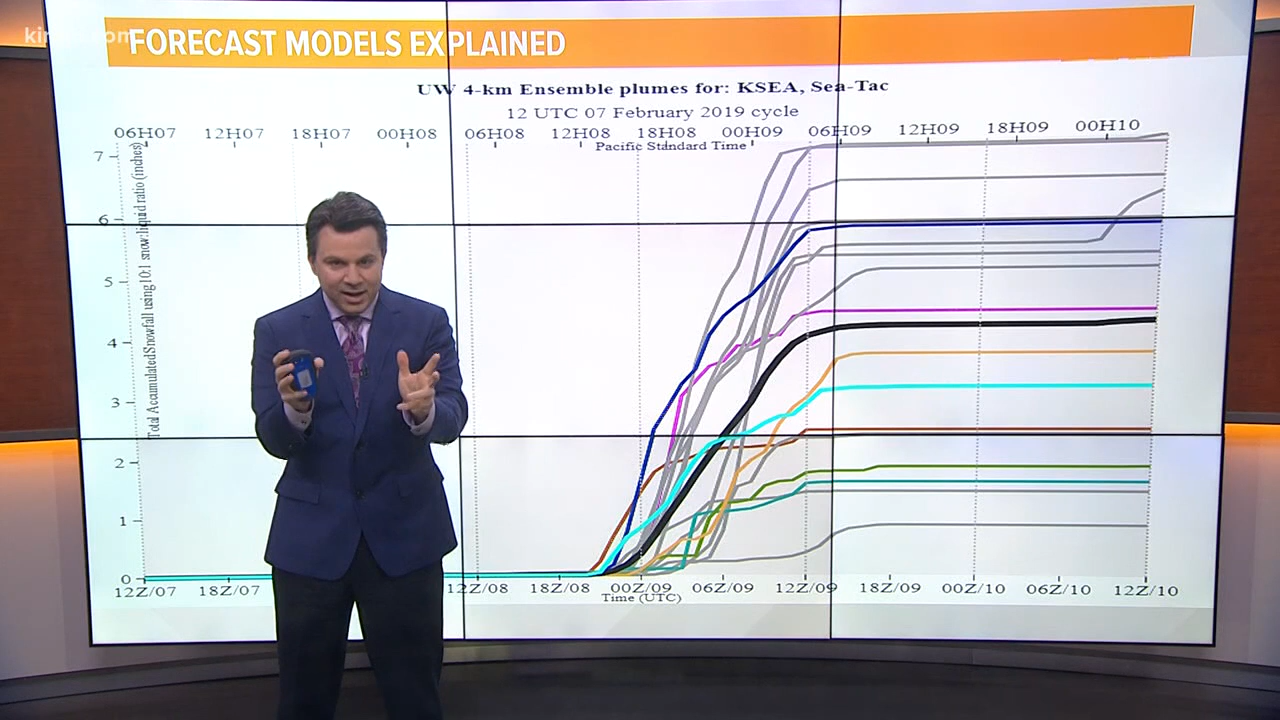 FORECAST MODELS EXPLAINED
UW 4-km Ensemble plumes for: KSEA, Sea-Tac
12 UTC 07 February 2019 cycle
06H07 12H07 18H07 00H08 06H08 12H08 18H08 00H09 06H09 12H09 18H09 00H10
Pacific Standard Time
Total Accumulated Snowfall using 10:1 snow:liquid ratio (inches)
7
6
5
4
3
2
1
0
12Z/07 18Z/07 12Z/08 18Z/08 00Z/09 06Z/09 12Z/09 18Z/09 00Z/10 06Z/10 12Z/10
Time (UTC)